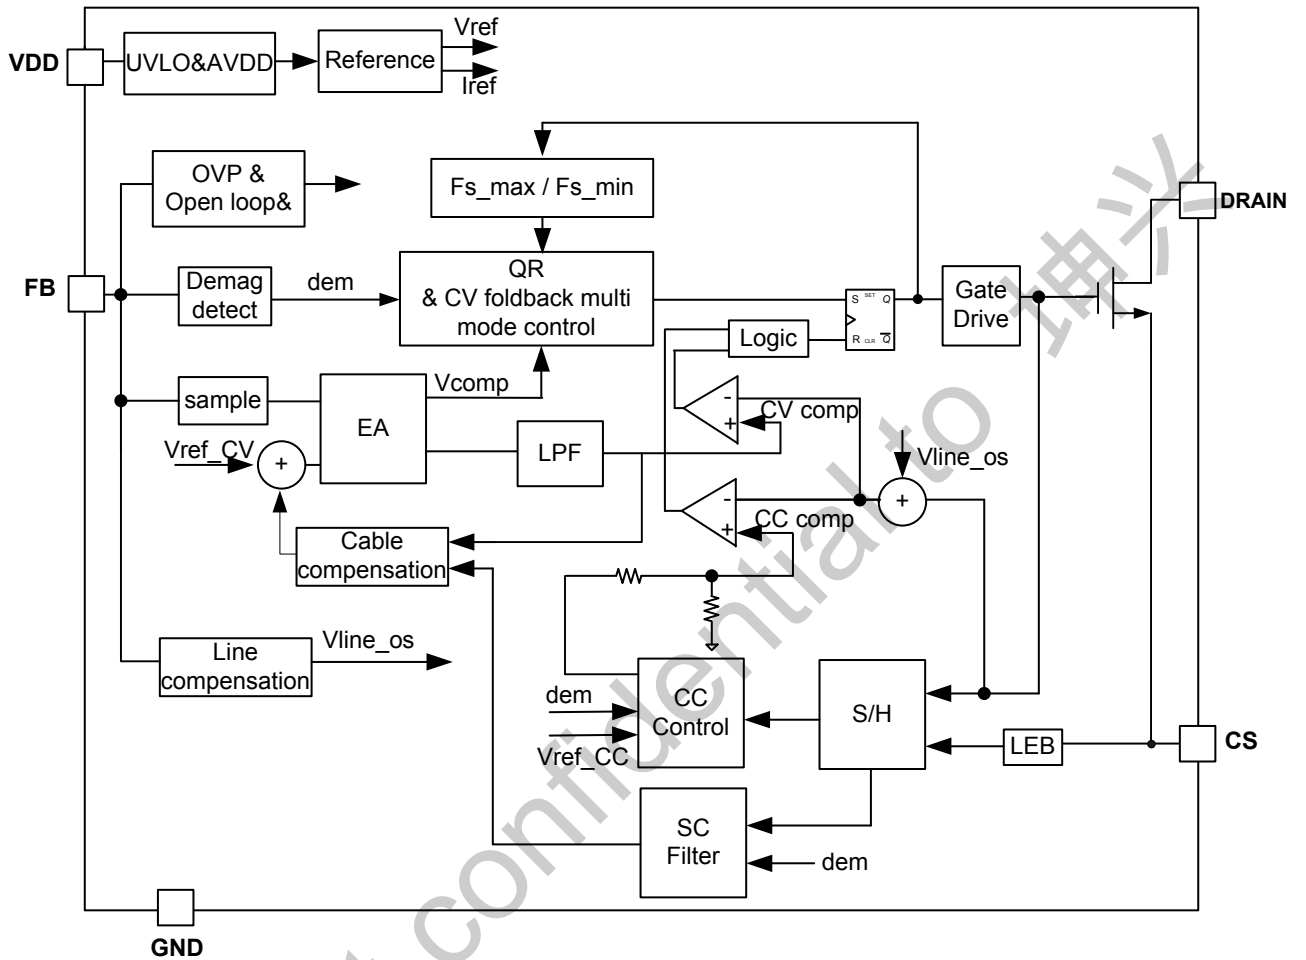 Vref
VDD
UVLO&AVDD
Reference
Iref
OVP &
Open loop&
Fs_max / Fs_min
DRAIN
FB
Demag
detect
dem
QR
& CV foldback multi
mode control
S SET Q
R CLR Q
Gate
Drive
Logic
sample
Vcomp
EA
LPF
-
CV comp
+
Vref_CV
+
Vline_os
-
CC comp
+
+
Cable
compensation
Line
compensation
Vline_os
dem
Vref_CC
CC
Control
S/H
LEB
CS
SC
Filter
dem
GND
t confidential to 坤兴